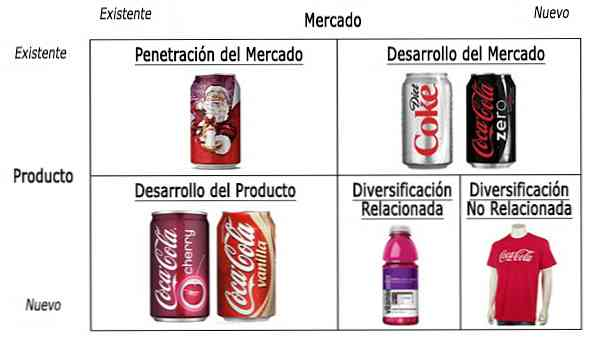 Existente
Mercado
Nuevo
Existente
Penetración del Mercado
Desarrollo del Mercado
Diet
Coke
Coca-Cola
zero
Producto
Desarrollo del Producto
Diversificación
Relacionada
Diversificación
No Relacionada
Coca-Cola
cherry
Coca-Cola
vanilla
Coca-Cola
Nuevo